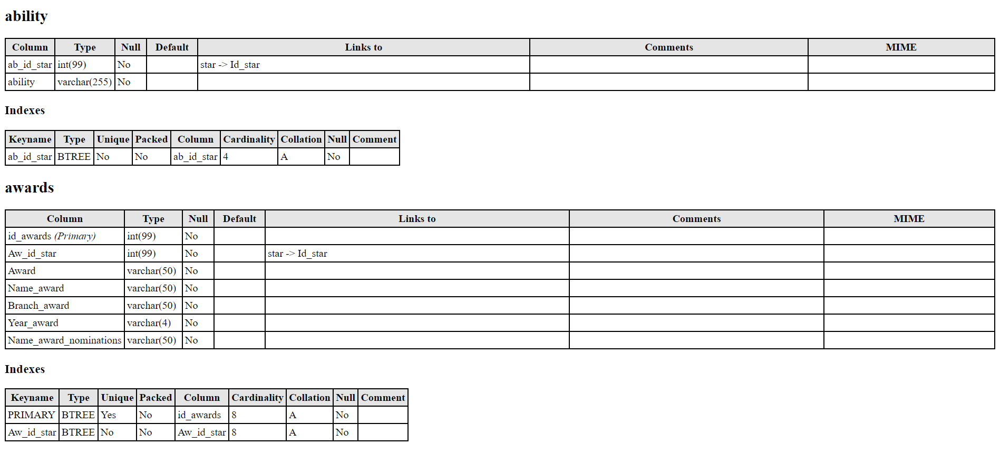 ability
Column Type Null Default Links to Comments MIME
ab_id_star int(99) No star -> Id_star
ability varchar(255) No
Indexes
Keyname Type Unique Packed Column Cardinality Collation Null Comment
ab_id_star BTREE No No ab_id_star 4 A No
awards
Column Type Null Default Links to Comments MIME
id_awards (Primary) int(99) No
Aw_id_star int(99) No star -> Id_star
Award varchar(50) No
Name_award varchar(50) No
Branch_award varchar(50) No
Year_award varchar(4) No
Name_award_nominations varchar(50) No
Indexes
Keyname Type Unique Packed Column Cardinality Collation Null Comment
PRIMARY BTREE Yes No id_awards 8 A No
Aw_id_star BTREE No No Aw_id_star 8 A No